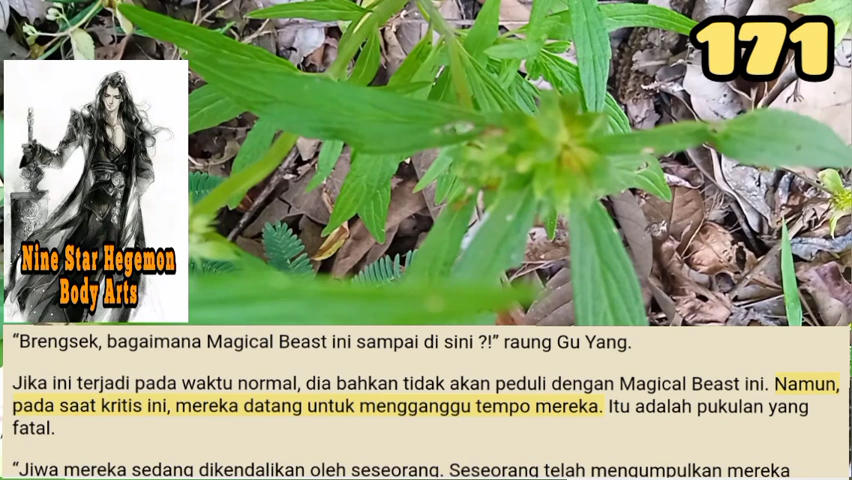 171
Nine Star Hegemon
Body Arts
“Brengsek, bagaimana Magical Beast ini sampai di sini ?!” raung Gu Yang.
Jika ini terjadi pada waktu normal, dia bahkan tidak akan peduli dengan Magical Beast ini. Namun,
pada saat kritis ini, mereka datang untuk mengganggu tempo mereka. Itu adalah pukulan yang
fatal.
“Jiwa mereka sedang dikendalikan oleh seseorang. Seseorang telah mengumpulkan mereka